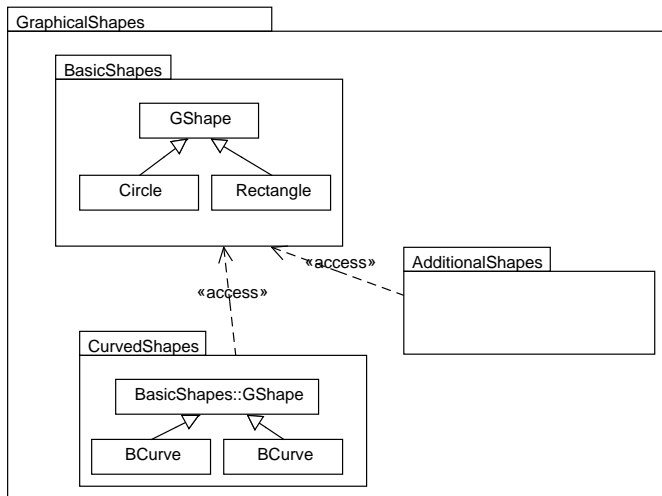 GraphicalShapes
BasicShapes
GShape
Circle
Rectangle
«access»
AdditionalShapes
«access»
CurvedShapes
BasicShapes::GShape
BCurve
BCurve